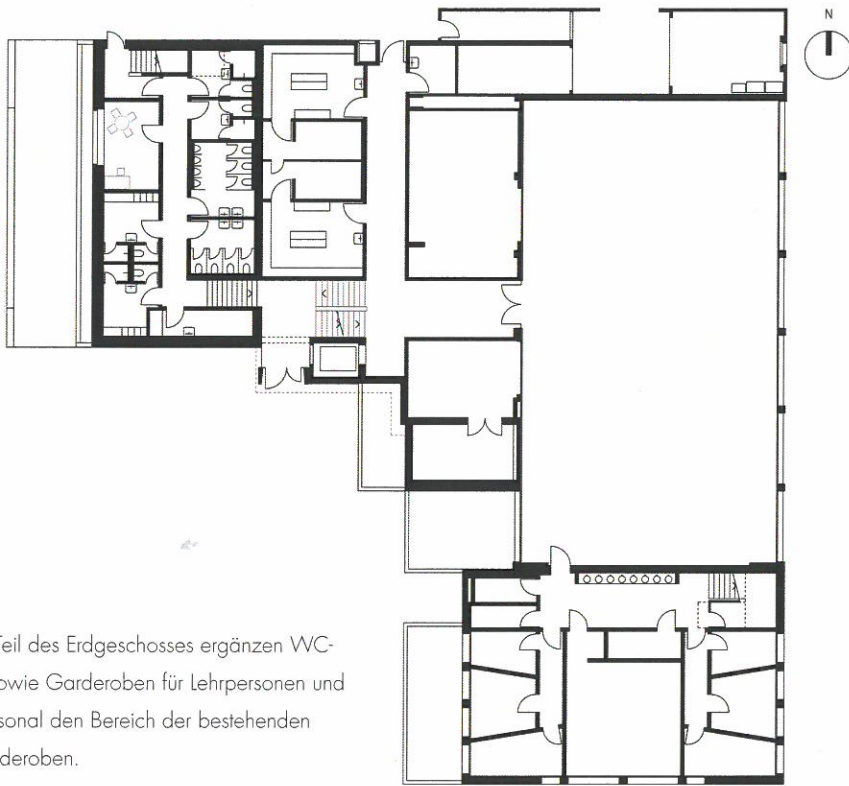 N
Teil des Erdgeschosses ergänzen WC-
owie Garderoben für Lehrpersonen und
sonal den Bereich der bestehenden
deroben.